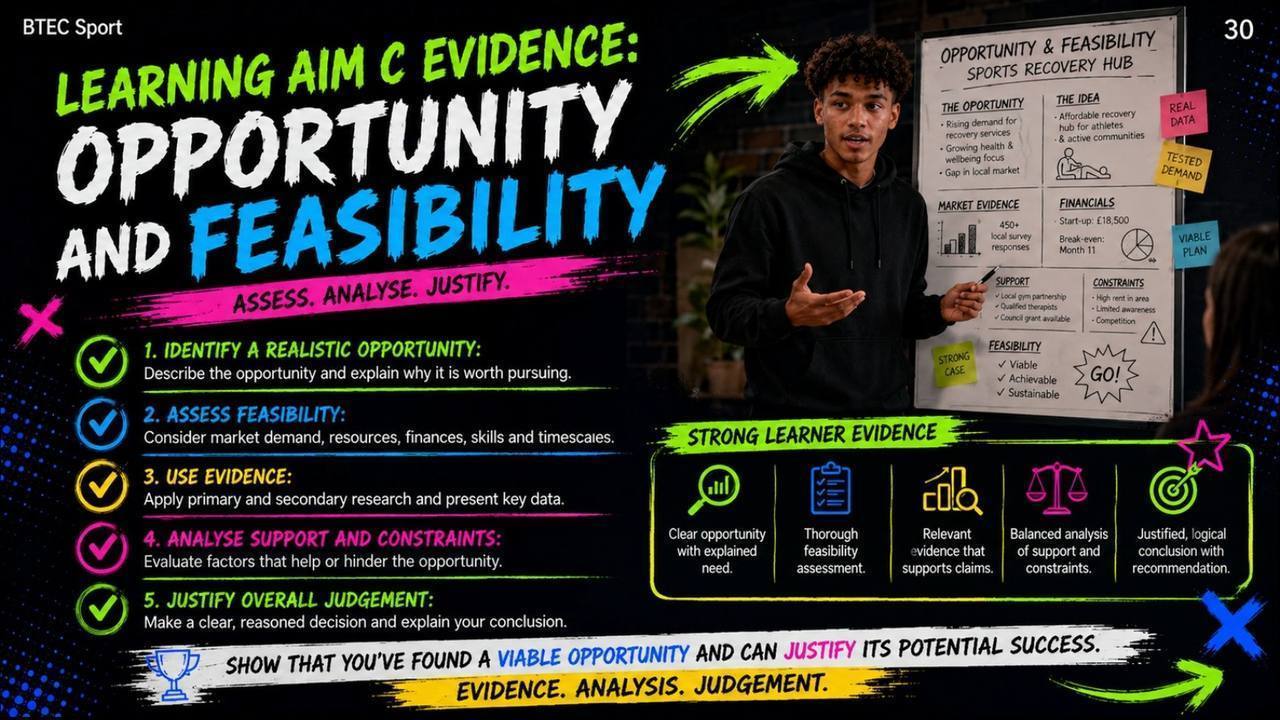 BTEC Sport
30
LEARNING AIM C EVIDENCE:
OPPORTUNITY
AND FEASIBILITY
ASSESS. ANALYSE. JUSTIFY.
1. IDENTIFY A REALISTIC OPPORTUNITY:
Describe the opportunity and explain why it is worth pursuing.
2. ASSESS FEASIBILITY:
Consider market demand, resources, finances, skills and timescales.
3. USE EVIDENCE:
Apply primary and secondary research and present key data.
4. ANALYSE SUPPORT AND CONSTRAINTS:
Evaluate factors that help or hinder the opportunity.
5. JUSTIFY OVERALL JUDGEMENT:
Make a clear, reasoned decision and explain your conclusion.
OPPORTUNITY & FEASIBILITY
SPORTS RECOVERY HUB
THE OPPORTUNITY
• Rising demand for
recovery services
• Growing health &
wellbeing focus
• Gap in local market
THE IDEA
• Affordable recovery
hub for athletes
• & active communities
MARKET EVIDENCE
450+
local survey
responses
FINANCIALS
Start-up: £18,500
Break-even:
Month 11
SUPPORT
✓ Local gym partnership
✓ Qualified therapists
✓ Council grant available
CONSTRAINTS
• High rent in area
• Limited awareness
• Competition
FEASIBILITY
✓ Viable
✓ Achievable
✓ Sustainable
GO!
REAL
DATA
TESTED
DEMAND
VIABLE
PLAN
STRONG
CASE
STRONG LEARNER EVIDENCE
Clear opportunity
with explained
need.
Thorough
feasibility
assessment.
Relevant
evidence that
supports claims.
Balanced analysis
of support and
constraints.
Justified, logical
conclusion with
recommendation.
SHOW THAT YOU'VE FOUND A VIABLE OPPORTUNITY AND CAN JUSTIFY ITS POTENTIAL SUCCESS.
EVIDENCE. ANALYSIS. JUDGEMENT.